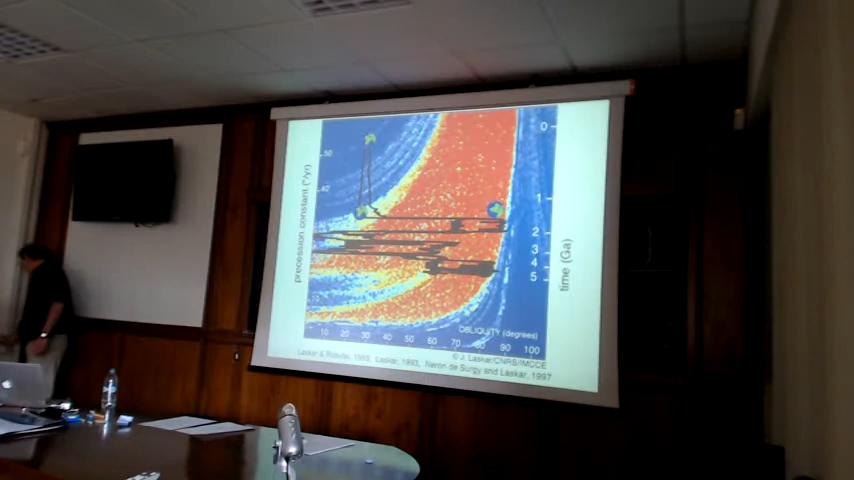 0
50
40
1
2
3
4
5
precession constant ("/yr)
time (Ga)
10
OBLIQUITY (degrees)
10 20 30 40 50 60 70 80 90 100
© J. Laskar/CNRS/IMCCE
Laskar & Robutel, 1993, Laskar, 1993, Neron de Surgy and Laskar, 1997